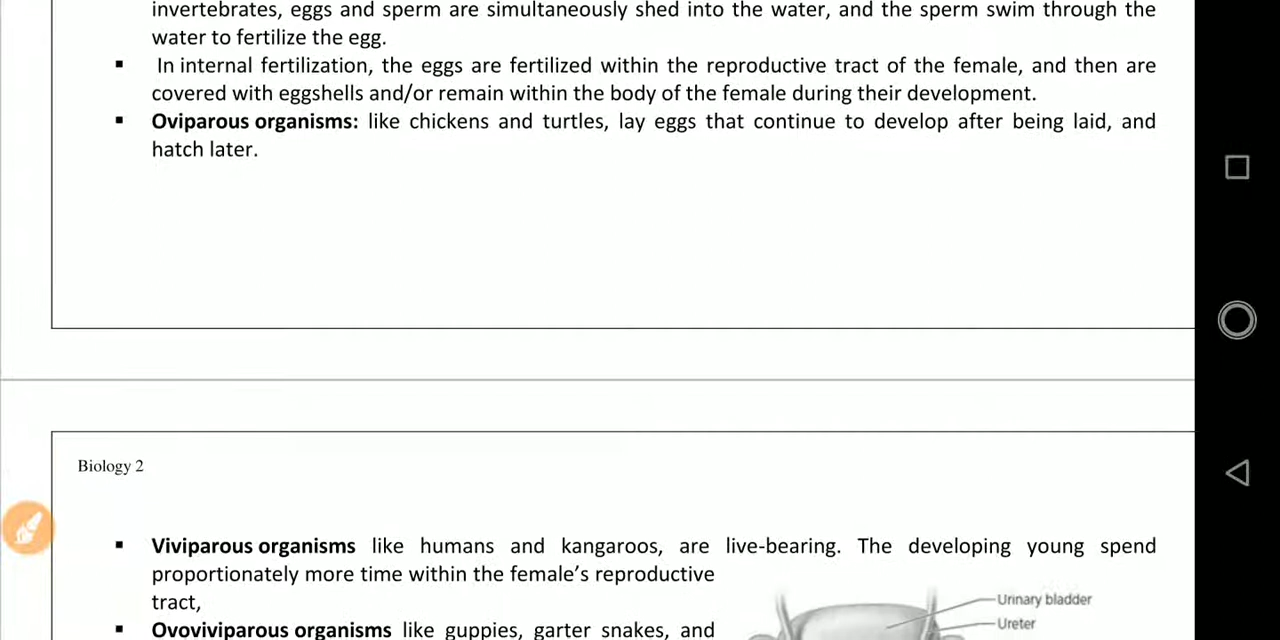 invertebrates, eggs and sperm are simultaneously shed into the water, and the sperm swim through the
water to fertilize the egg.
▪ In internal fertilization, the eggs are fertilized within the reproductive tract of the female, and then are
covered with eggshells and/or remain within the body of the female during their development.
▪ Oviparous organisms: like chickens and turtles, lay eggs that continue to develop after being laid, and
hatch later.
Biology 2
▪ Viviparous organisms like humans and kangaroos, are live-bearing. The developing young spend
proportionately more time within the female’s reproductive
tract,
▪ Ovoviviparous organisms like guppies, garter snakes, and
Urinary bladder
Ureter